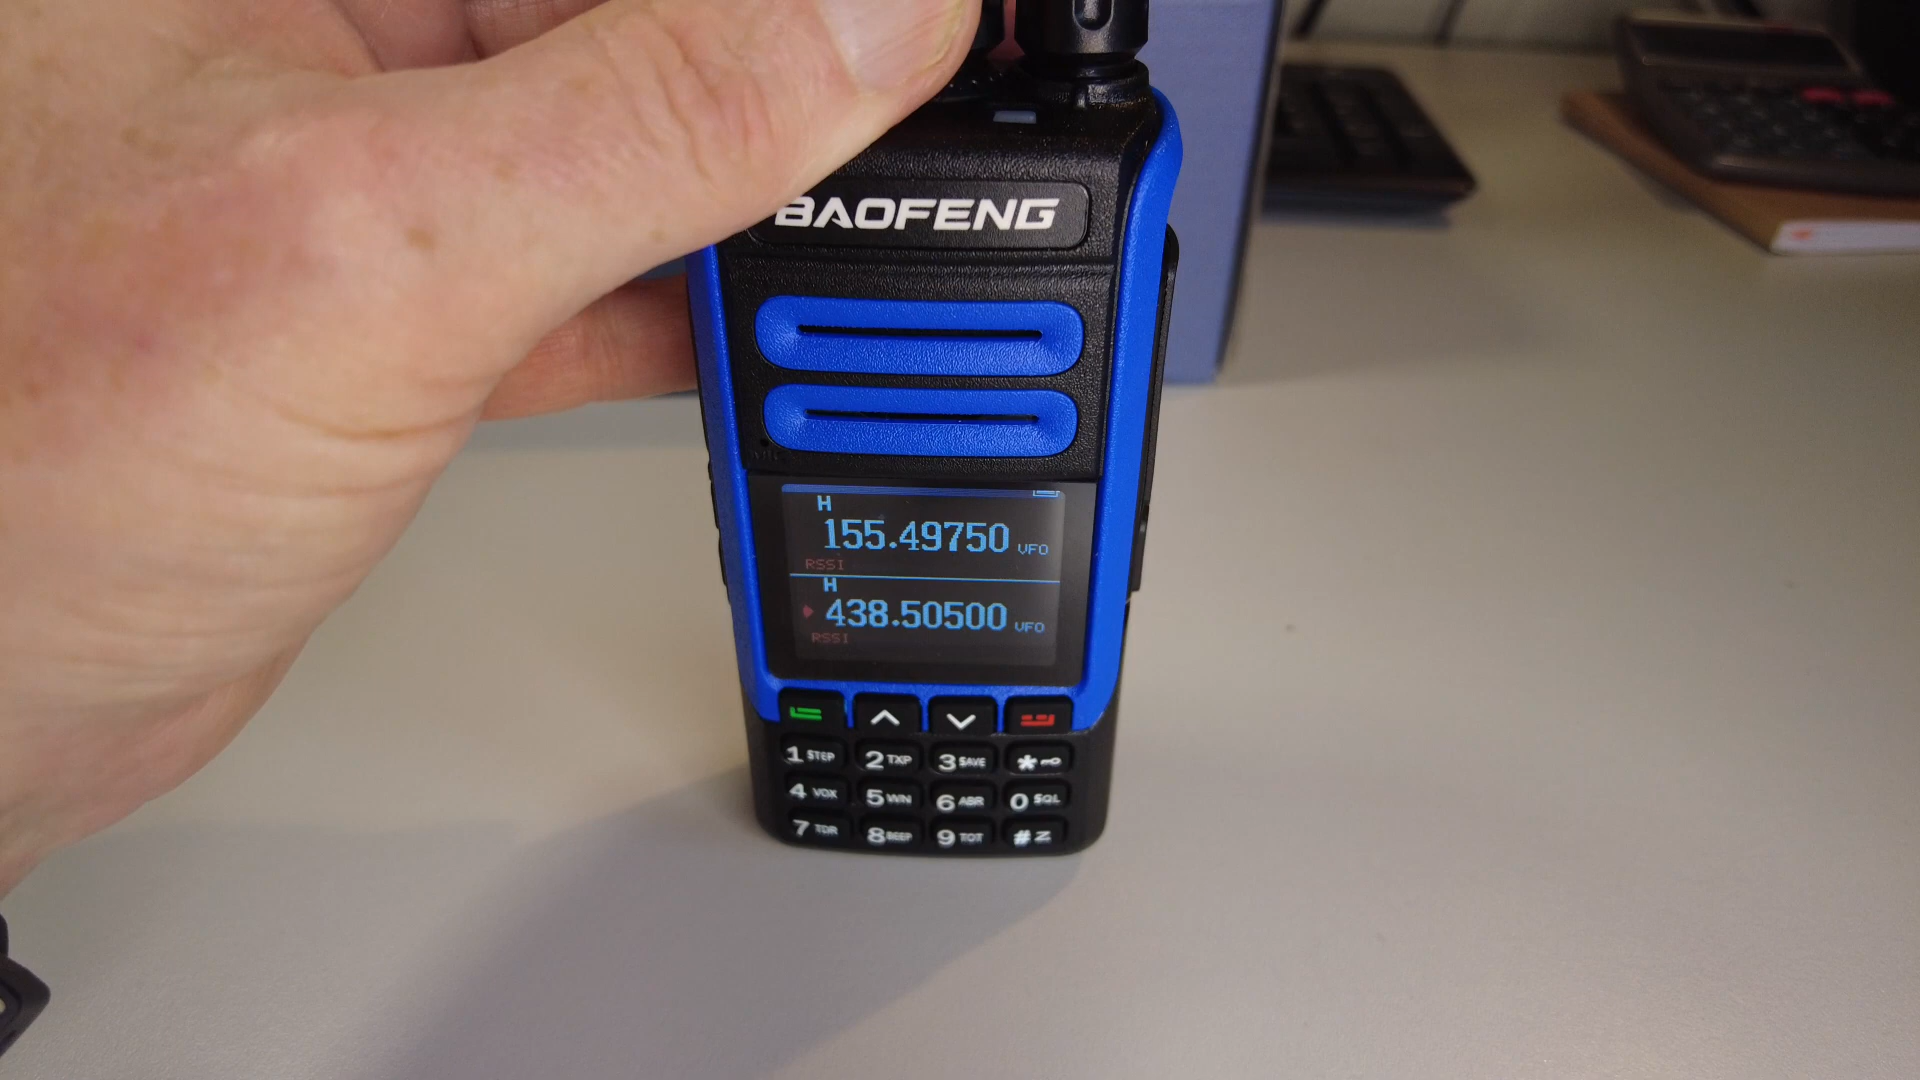 BAOFENG
H
155.49750 VFO
RSSI
H
438.50500 VFO
RSSI
1 STEP 2 TXP 3 SAVE *
4 VOX 5 WN 6 ABR 0 SQL
7 TDR 8 BEEP 9 TOT #